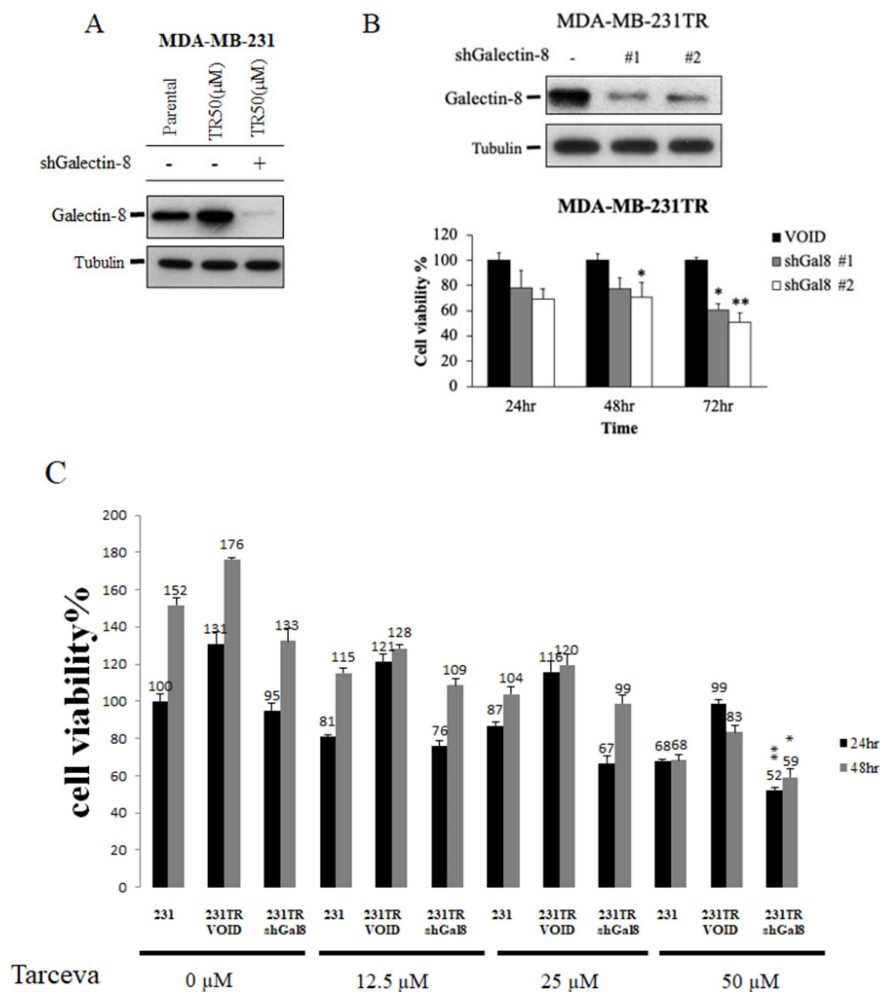 A
MDA-MB-231
Parental
TR50(μM)
TR50(μM)
shGalectin-8 - - +
Galectin-8
Tubulin
B
MDA-MB-231TR
shGalectin-8 - #1 #2
Galectin-8
Tubulin
MDA-MB-231TR
Cell viability %
120
100
80
60
40
20
0
* * **
24hr 48hr 72hr
Time
VOID
shGal8 #1
shGal8 #2
C
cell viability%
200
180
160
140
120
100
80
60
40
20
0
100 152 131 176 95 133 81 115 121 128 76 109 87 104 116 120 67 99 68 68 99 83 52 59
** *
24hr
48hr
231 231TR VOID 231TR shGal8 231 231TR VOID 231TR shGal8 231 231TR VOID 231TR shGal8 231 231TR VOID 231TR shGal8
Tarceva 0 μM 12.5 μM 25 μM 50 μM